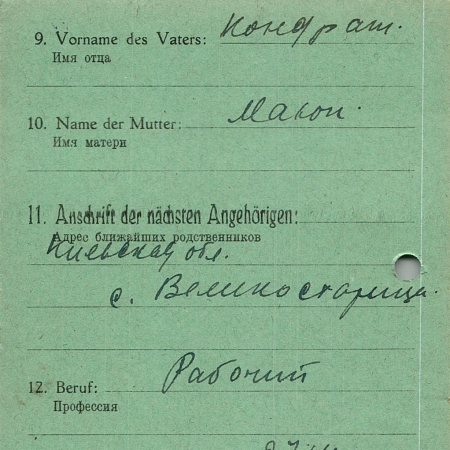 9. Vorname des Vaters: Кондрат.
Имя отца
10. Name der Mutter: Макоп.
Имя матери
11. Anschrift der nächsten Angehörigen:
Адрес ближайших родственников
Киевская обл.
с. Великостарица.
12. Beruf: Рабочий
Профессия